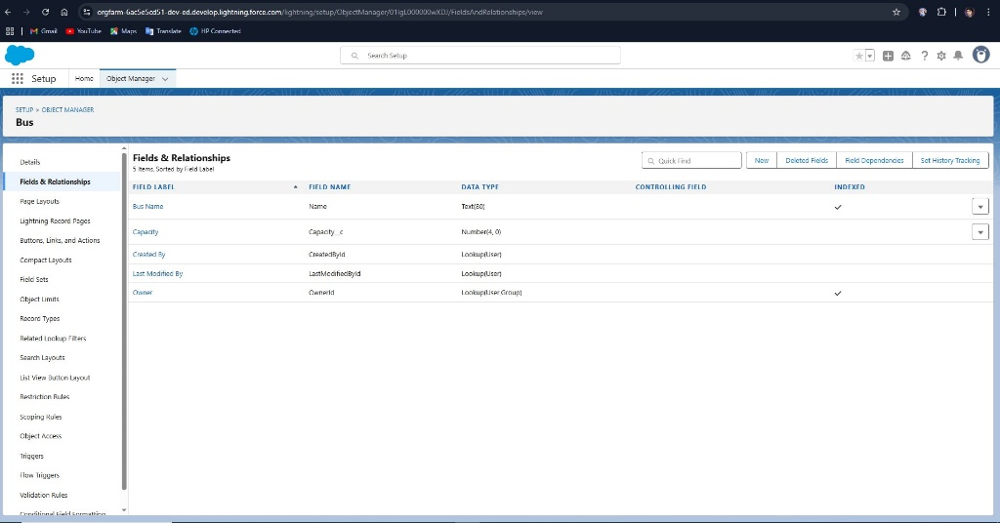 orgfarm-6ac5e5cd51-dev-ed.develop.lightning.force.com/lightning/setup/ObjectManager/01IgL000000wXDJ/FieldsAndRelationships/view
Gmail YouTube Maps Translate HP Connected
Search Setup
Setup Home Object Manager
SETUP > OBJECT MANAGER
Bus
Details
Fields & Relationships
Page Layouts
Lightning Record Pages
Buttons, Links, and Actions
Compact Layouts
Field Sets
Object Limits
Record Types
Related Lookup Filters
Search Layouts
List View Button Layout
Restriction Rules
Scoping Rules
Object Access
Triggers
Flow Triggers
Validation Rules
Conditional Field Formatting
Fields & Relationships
5 Items, Sorted by Field Label
Quick Find New Deleted Fields Field Dependencies Set History Tracking
FIELD LABEL FIELD NAME DATA TYPE CONTROLLING FIELD INDEXED
Bus Name Name Text(80)
Capacity Capacity__c Number(4, 0)
Created By CreatedById Lookup(User)
Last Modified By LastModifiedById Lookup(User)
Owner OwnerId Lookup(User,Group)